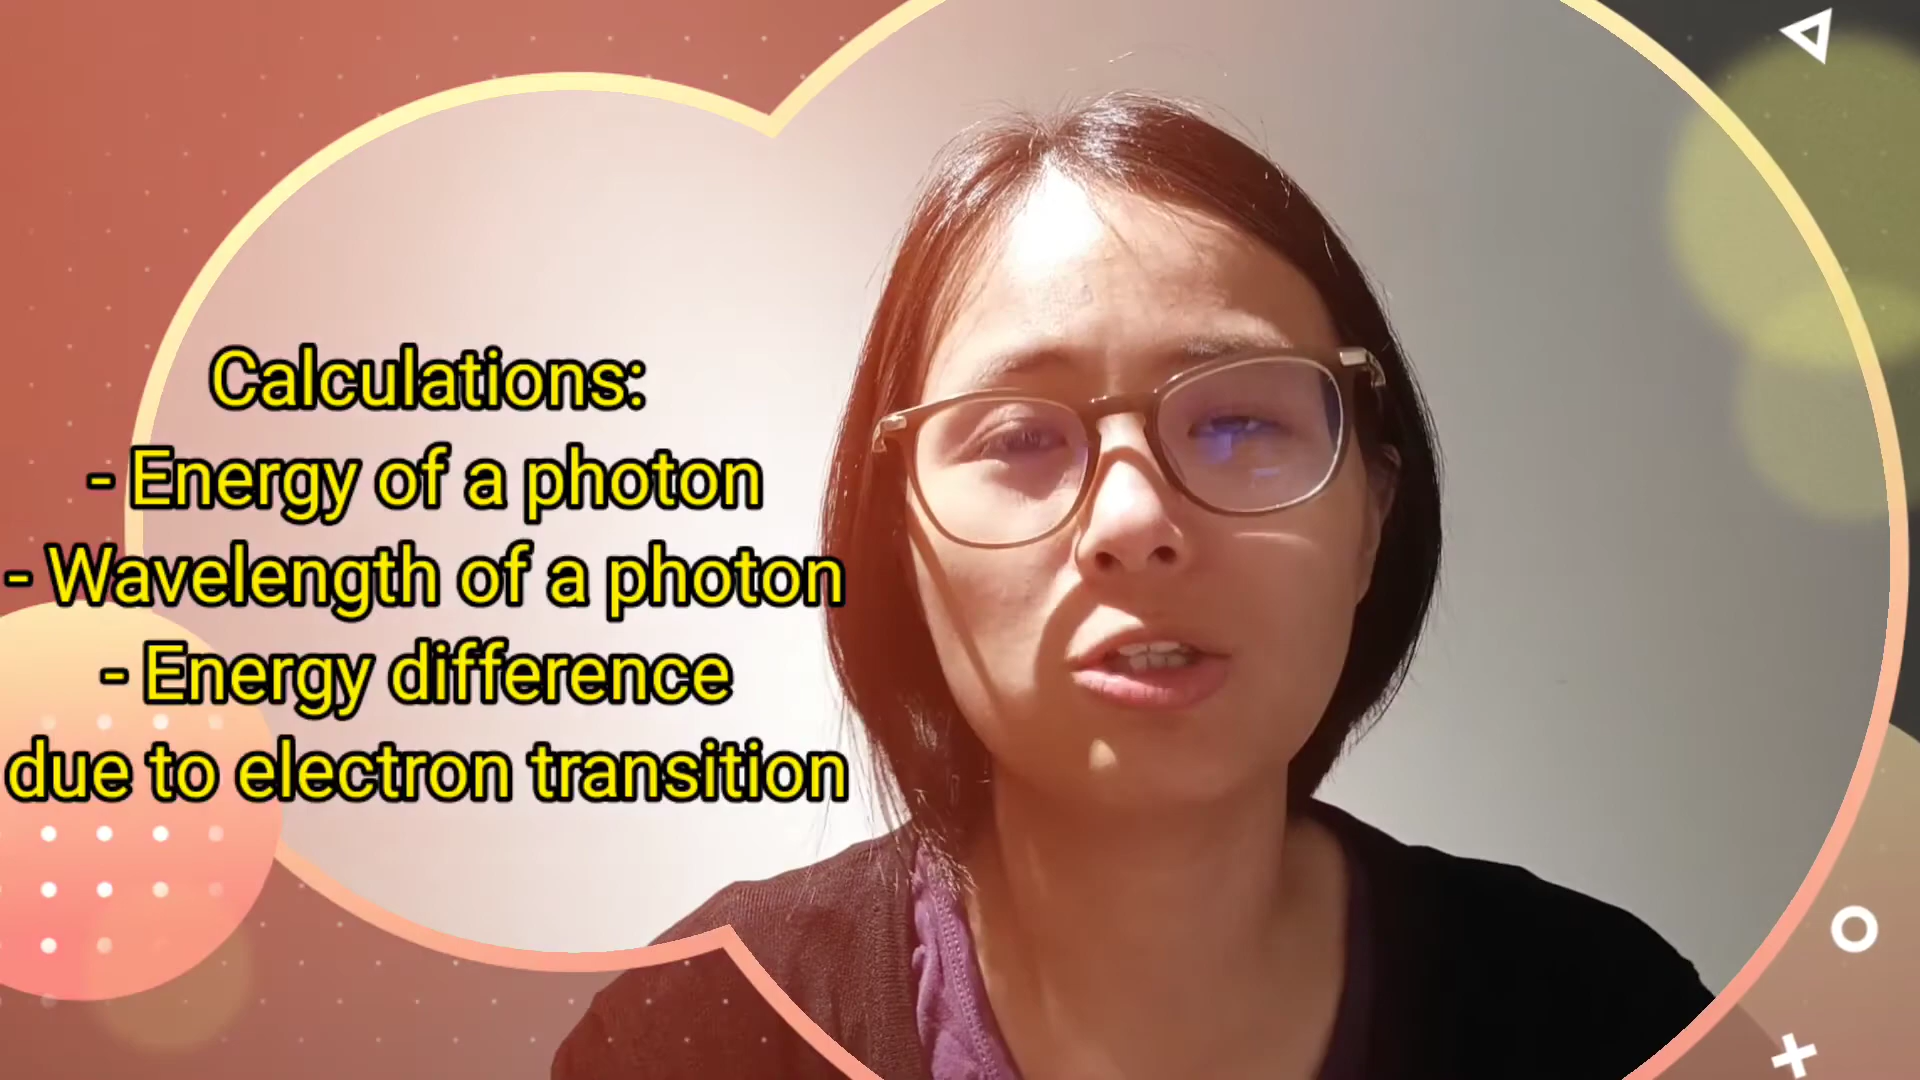 Calculations:
- Energy of a photon
- Wavelength of a photon
- Energy difference
due to electron transition